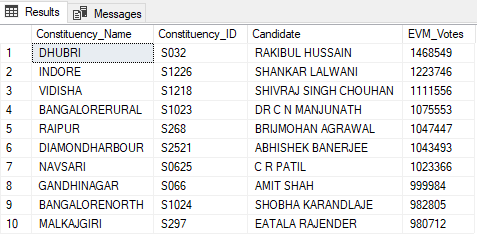 Results Messages
Constituency_Name Constituency_ID Candidate EVM_Votes
1 DHUBRI S032 RAKIBUL HUSSAIN 1468549
2 INDORE S1226 SHANKAR LALWANI 1223746
3 VIDISHA S1218 SHIVRAJ SINGH CHOUHAN 1111556
4 BANGALORERURAL S1023 DR C N MANJUNATH 1075553
5 RAIPUR S268 BRIJMOHAN AGRAWAL 1047447
6 DIAMONDHARBOUR S2521 ABHISHEK BANERJEE 1043493
7 NAVSARI S0625 C R PATIL 1023366
8 GANDHINAGAR S066 AMIT SHAH 999984
9 BANGALORENORTH S1024 SHOBHA KARANDLAJE 982805
10 MALKAJGIRI S297 EATALA RAJENDER 980712